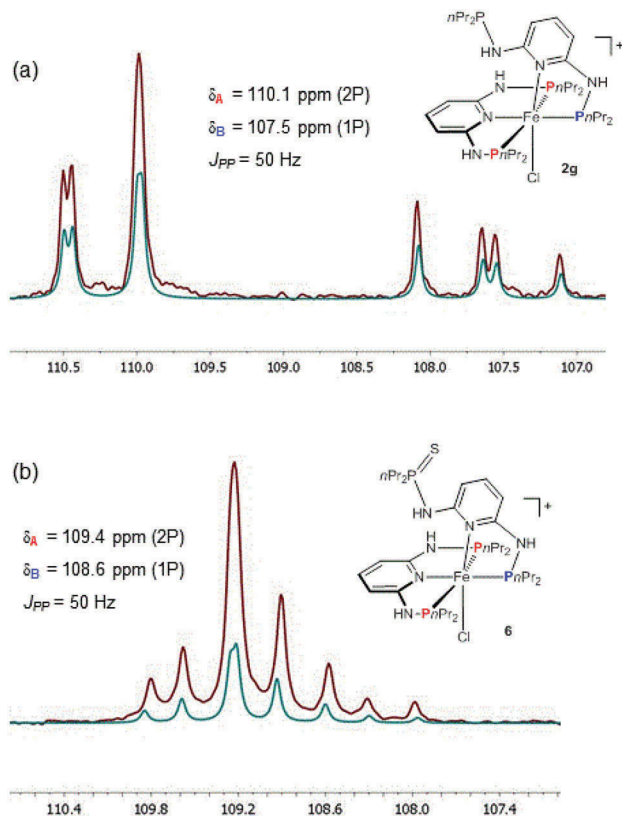 (a)
δA = 110.1 ppm (2P)
δB = 107.5 ppm (1P)
JPP = 50 Hz
nPr2P
HN
N
]+
NH
H
N
PnPr2
N
Fe
PnPr2
HN
PnPr2
Cl
2g
110.5 110.0 109.5 109.0 108.5 108.0 107.5 107.0
(b)
δA = 109.4 ppm (2P)
δB = 108.6 ppm (1P)
JPP = 50 Hz
S
nPr2P
HN
N
]+
NH
H
N
PnPr2
N
Fe
PnPr2
HN
PnPr2
Cl
6
110.4 109.8 109.2 108.6 108.0 107.4